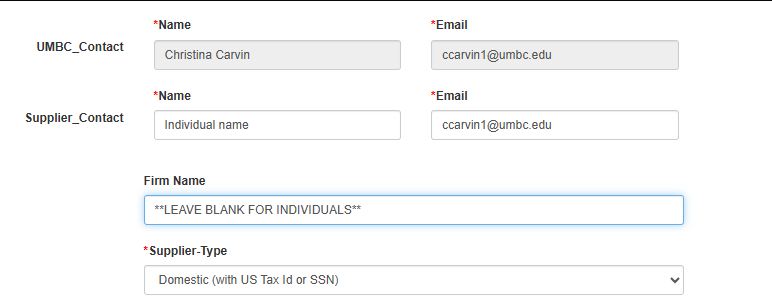 *Name *Email
UMBC_Contact Christina Carvin ccarvin1@umbc.edu
*Name *Email
Supplier_Contact Individual name ccarvin1@umbc.edu
Firm Name
**LEAVE BLANK FOR INDIVIDUALS**
*Supplier-Type
Domestic (with US Tax Id or SSN)